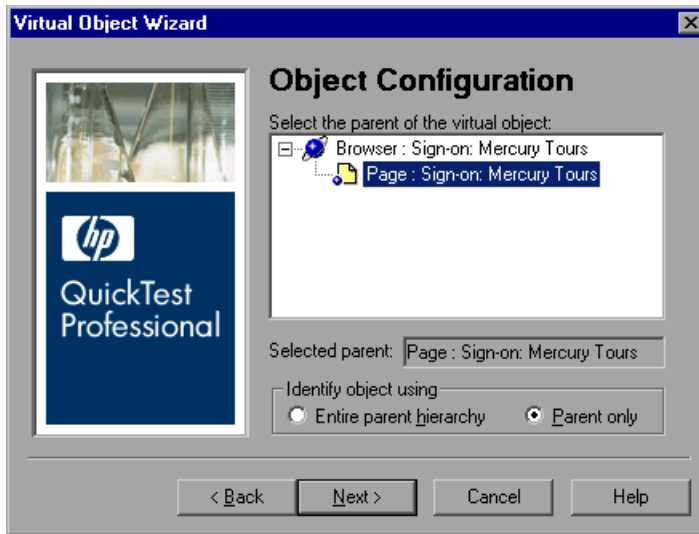 Virtual Object Wizard
Object Configuration
Select the parent of the virtual object:
Browser : Sign-on: Mercury Tours
Page : Sign-on: Mercury Tours
hp
QuickTest
Professional
Selected parent: Page : Sign-on: Mercury Tours
Identify object using
Entire parent hierarchy Parent only
< Back Next > Cancel Help